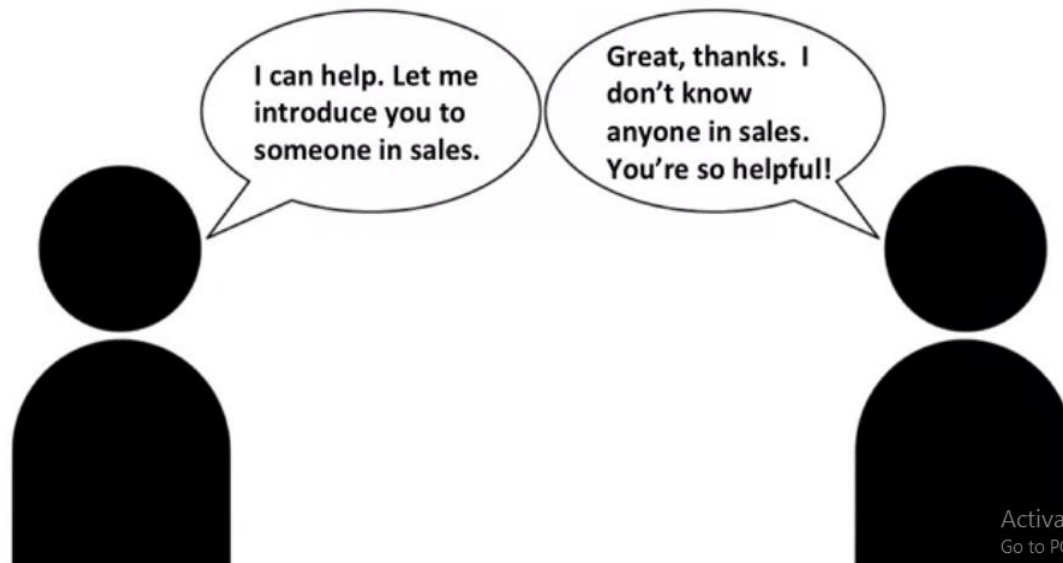 I can help. Let me
introduce you to
someone in sales.
Great, thanks.  I
don’t know
anyone in sales.
You’re so helpful!
Activa
Go to PC